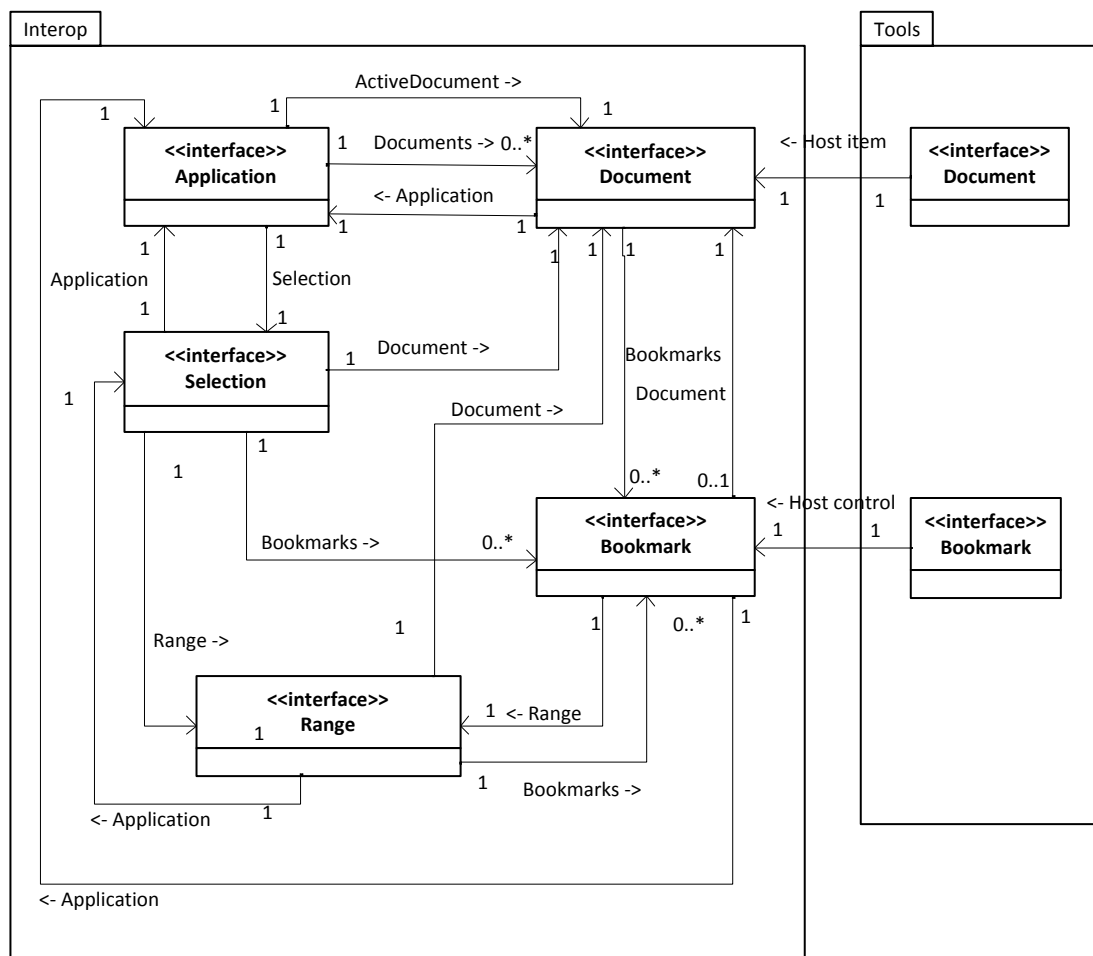 Interop
Tools
ActiveDocument ->
1
1
1
<<interface>>
Application
1
Documents -> 0..*
<- Application
1
1
<<interface>>
Document
<- Host item
1
1
<<interface>>
Document
1
1
Application
Selection
1
1
1
1
1
1
<<interface>>
Selection
1
Document ->
1
Bookmarks
Document
Document ->
1
1
0..*
0..1
<- Host control
1
1
<<interface>>
Bookmark
<<interface>>
Bookmark
Bookmarks ->
0..*
1
0..*
1
Range ->
1
<<interface>>
Range
1
1
<- Range
1
Bookmarks ->
1
<- Application
<- Application